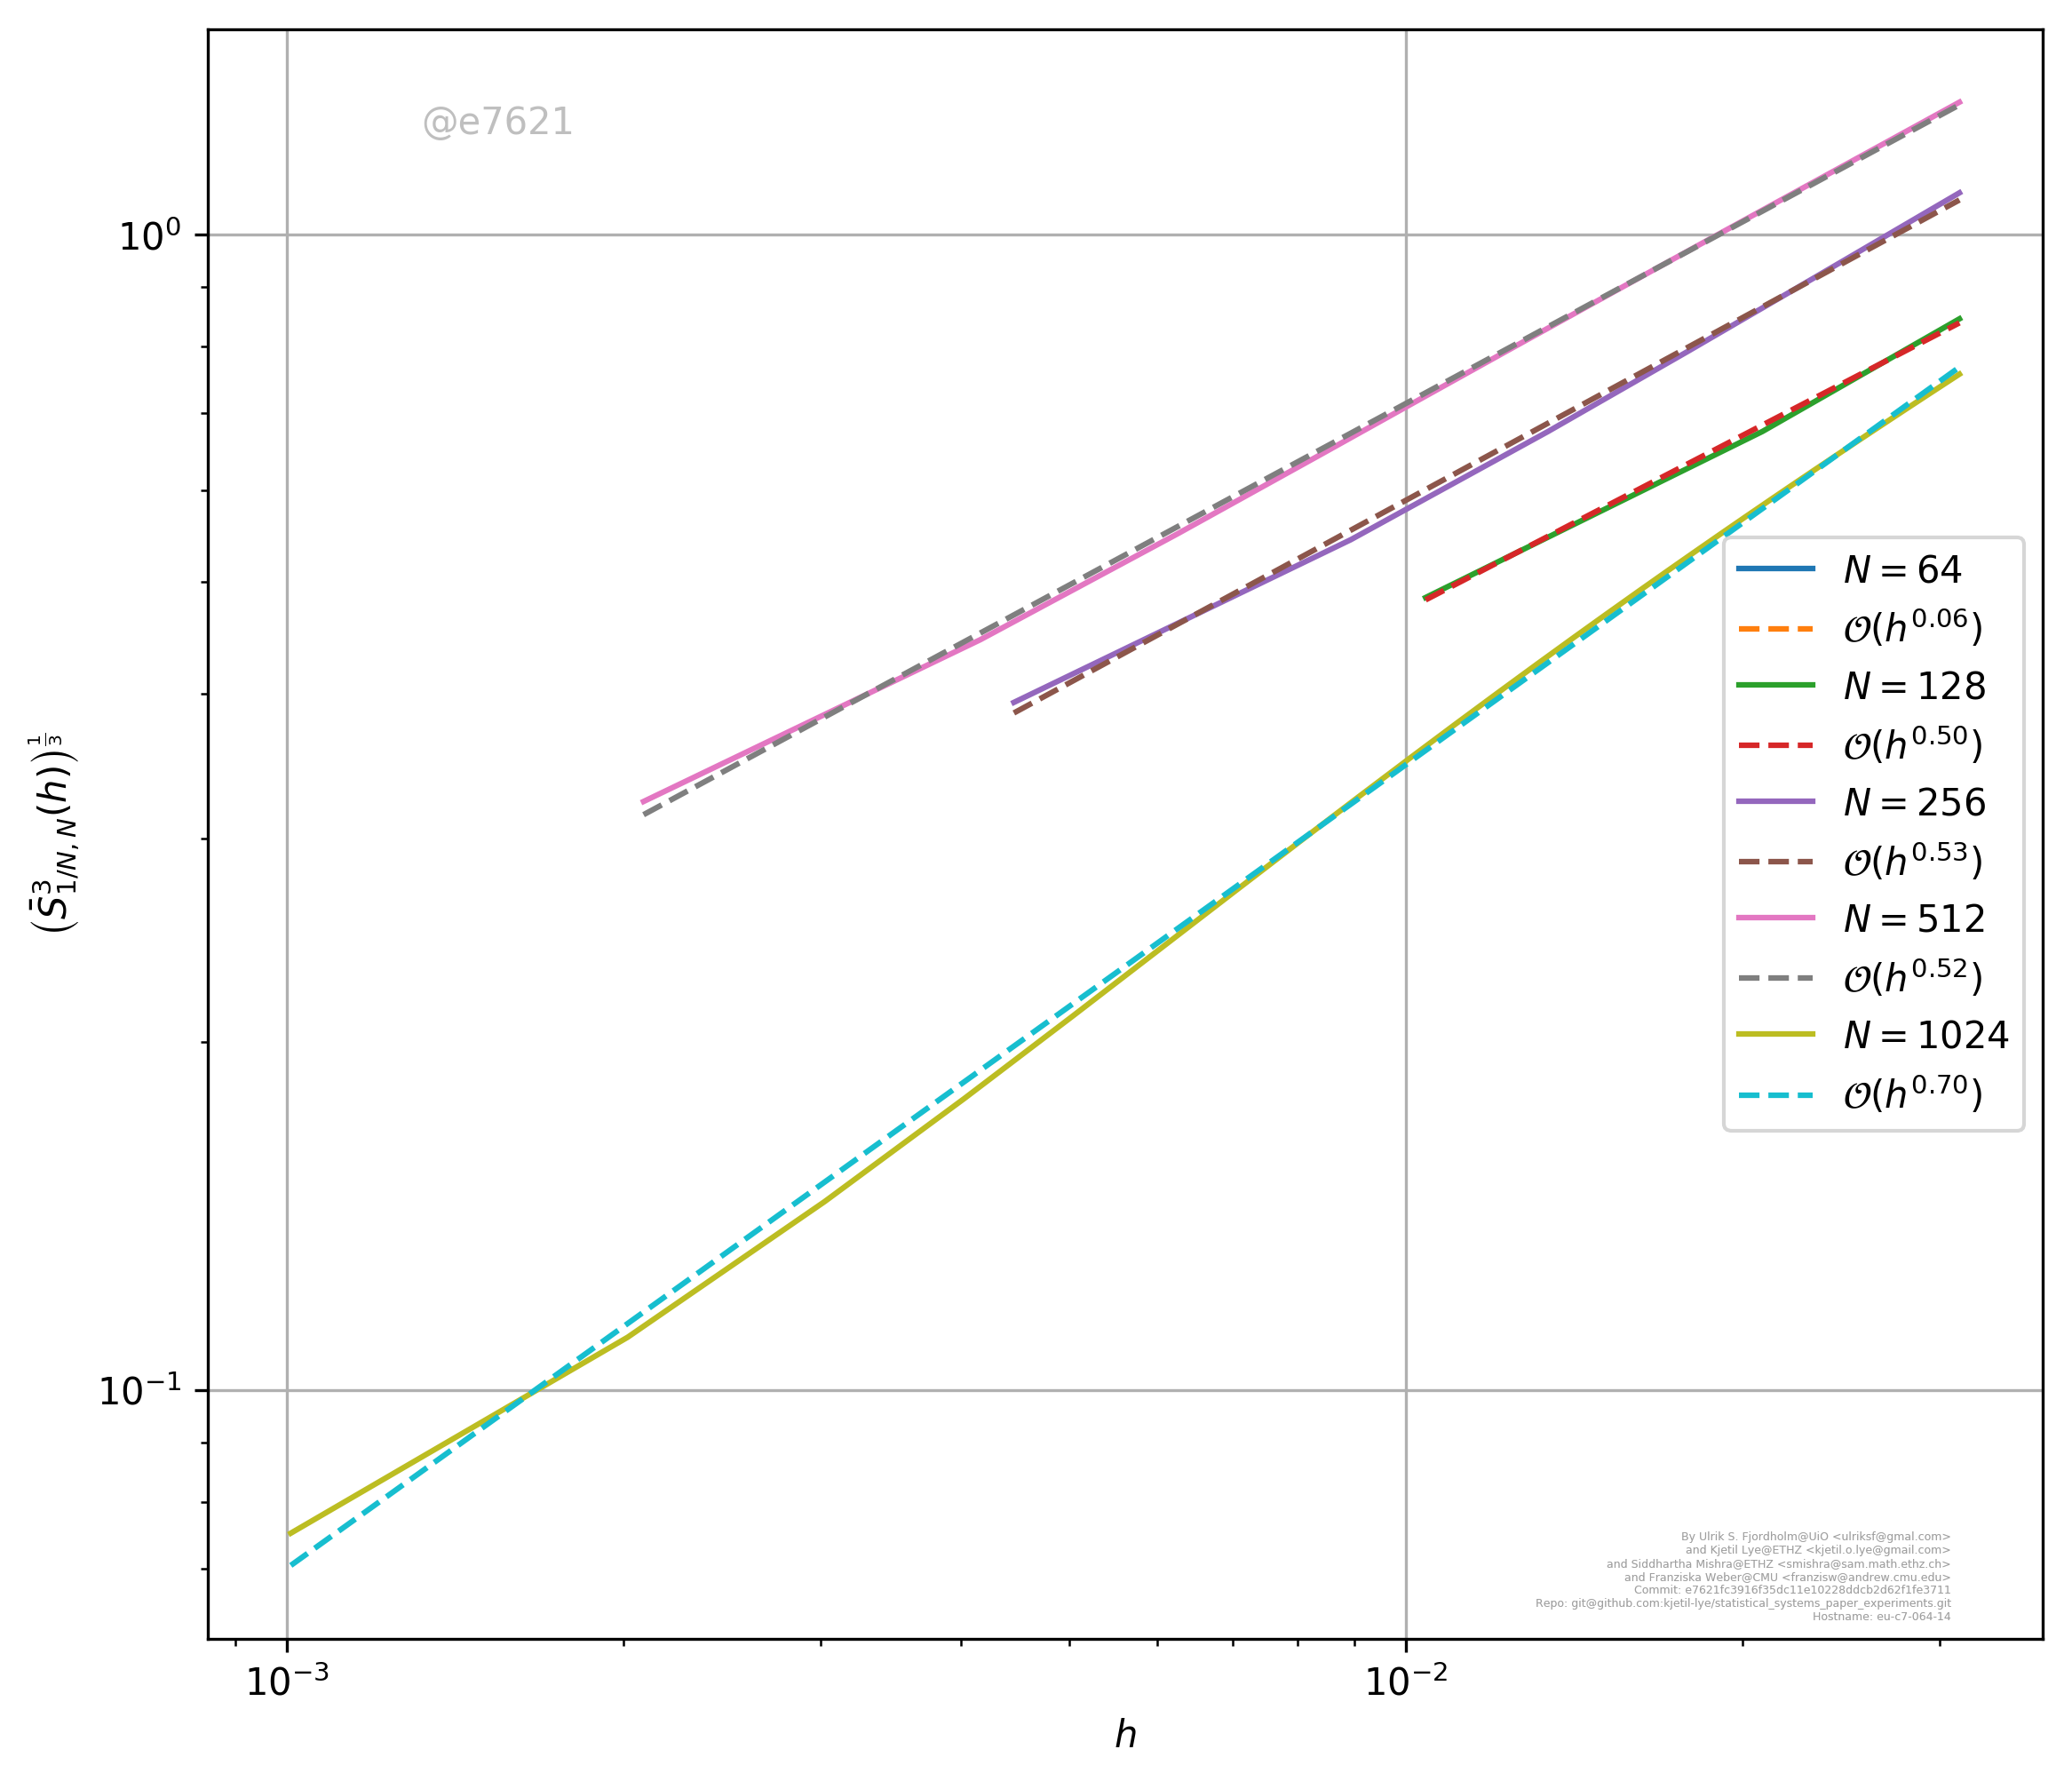 @e7621
10⁰
10⁻¹
(S̄³₁/N, N(h))^(1/3)
N = 64
𝒪(h^0.06)
N = 128
𝒪(h^0.50)
N = 256
𝒪(h^0.53)
N = 512
𝒪(h^0.52)
N = 1024
𝒪(h^0.70)
By Ulrik S. Fjordholm@UiO <ulriksf@gmal.com>
and Kjetil Lye@ETHZ <kjetil.o.lye@gmail.com>
and Siddhartha Mishra@ETHZ <smishra@sam.math.ethz.ch>
and Franziska Weber@CMU <franzisw@andrew.cmu.edu>
Commit: e7621fc3916f35dc11e10228ddcb2d62f1fe3711
Repo: git@github.com:kjetil-lye/statistical_systems_paper_experiments.git
Hostname: eu-c7-064-14
10⁻³
10⁻²
h